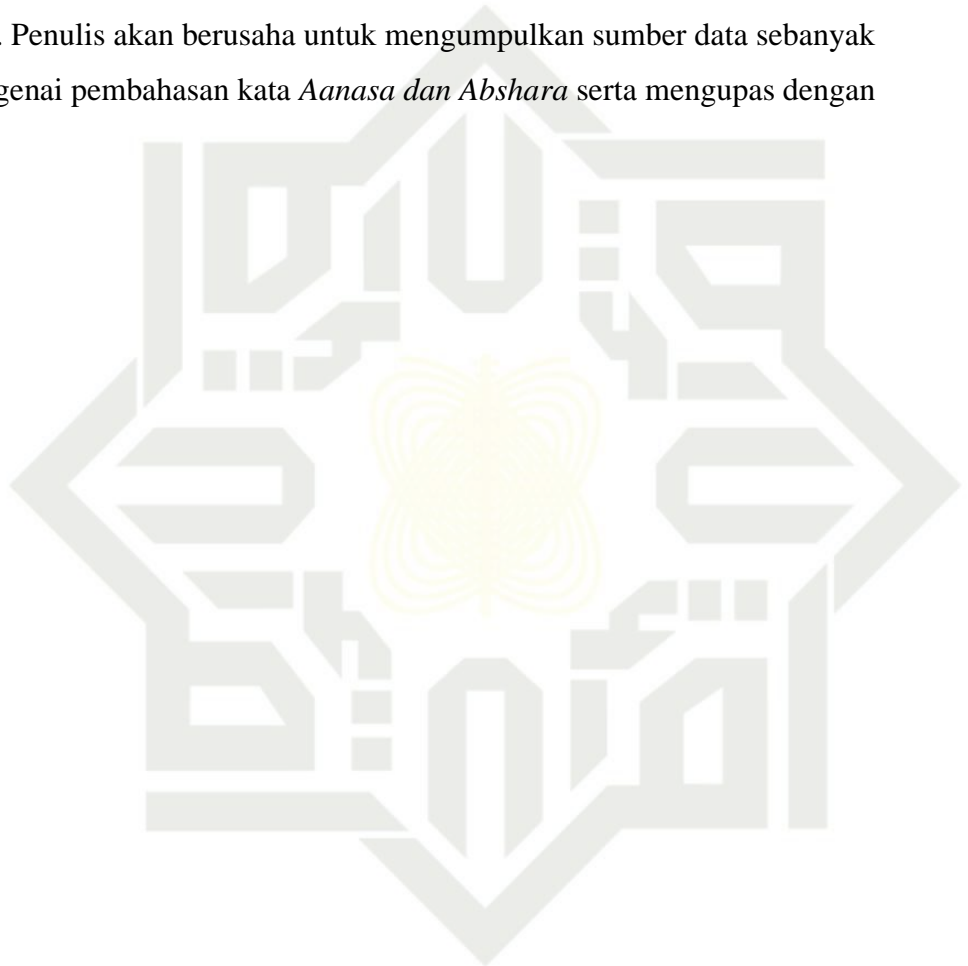 . Penulis akan berusaha untuk mengumpulkan sumber data sebanyak
genai pembahasan kata Aanasa dan Abshara serta mengupas dengan